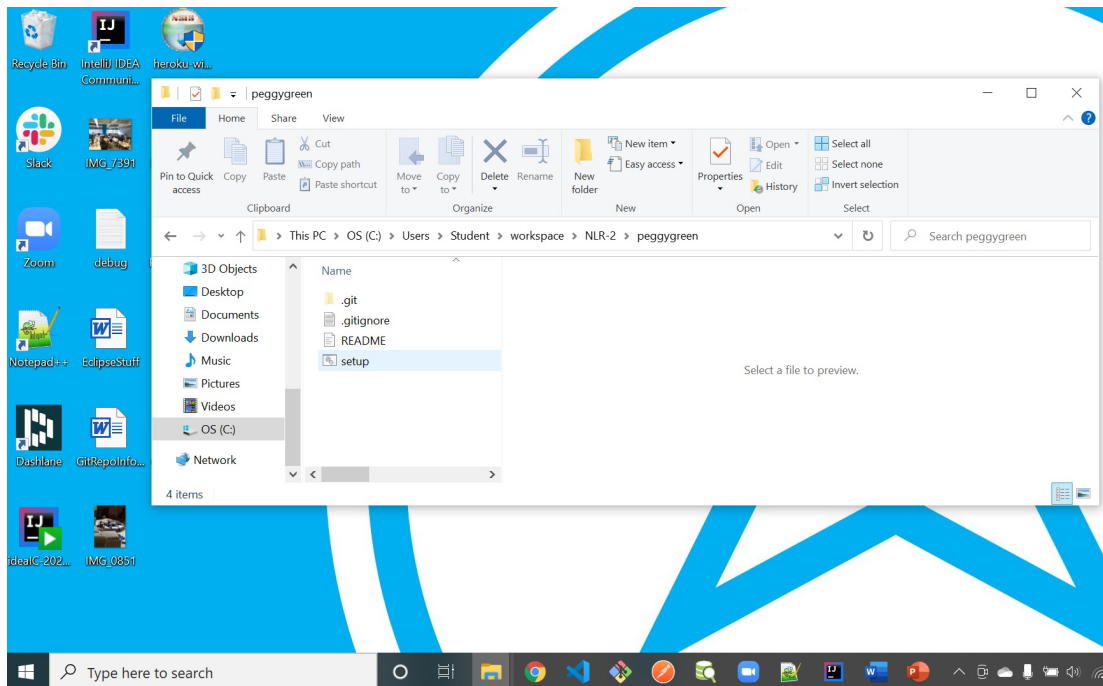 Recycle Bin
IntelliJ IDEA
Communi...
heroku-wi...
Slack
IMG_7391
Zoom
debug
Notepad++
EclipseStuff
Dashlane
GitRepoInfo...
ideaIC-202...
IMG_0851
peggygreen
File Home Share View
Pin to Quick
access
Copy
Paste
Cut
Copy path
Paste shortcut
Clipboard
Move
to
Copy
to
Delete
Rename
Organize
New
folder
New item
Easy access
New
Properties
Open
Edit
History
Open
Select all
Select none
Invert selection
Select
This PC > OS (C:) > Users > Student > workspace > NLR-2 > peggygreen
Search peggygreen
3D Objects
Desktop
Documents
Downloads
Music
Pictures
Videos
OS (C:)
Network
Name
.git
.gitignore
README
setup
Select a file to preview.
4 items
Type here to search